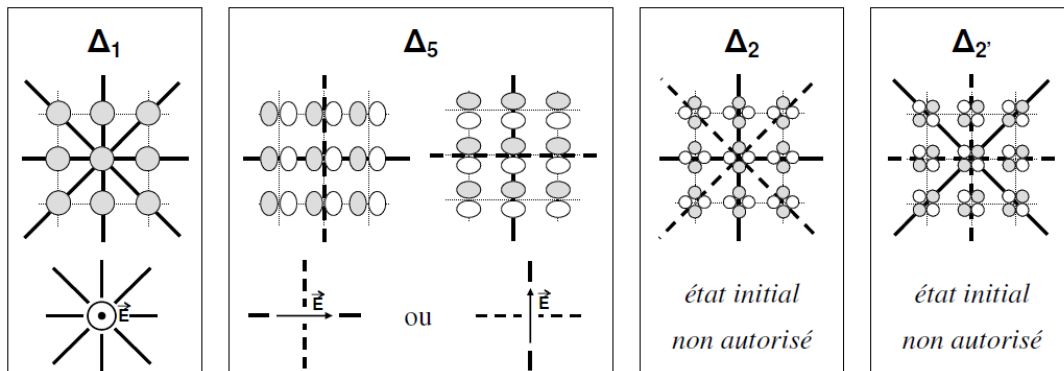 Δ1
Δ5
Δ2
Δ2'
E
E
ou
E
état initial
non autorisé
état initial
non autorisé